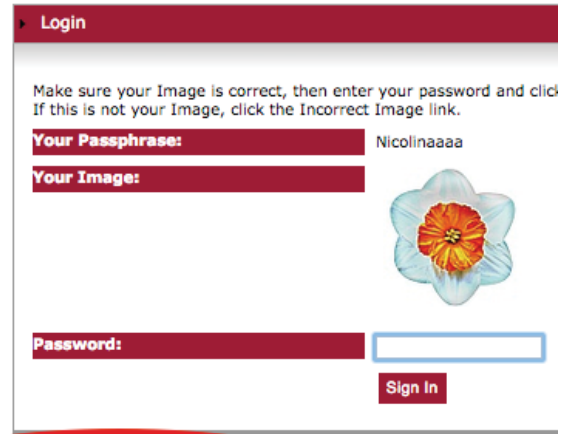 Login
Make sure your Image is correct, then enter your password and click
If this is not your Image, click the Incorrect Image link.
Your Passphrase: Nicolinaaaa
Your Image:
Password:
Sign In